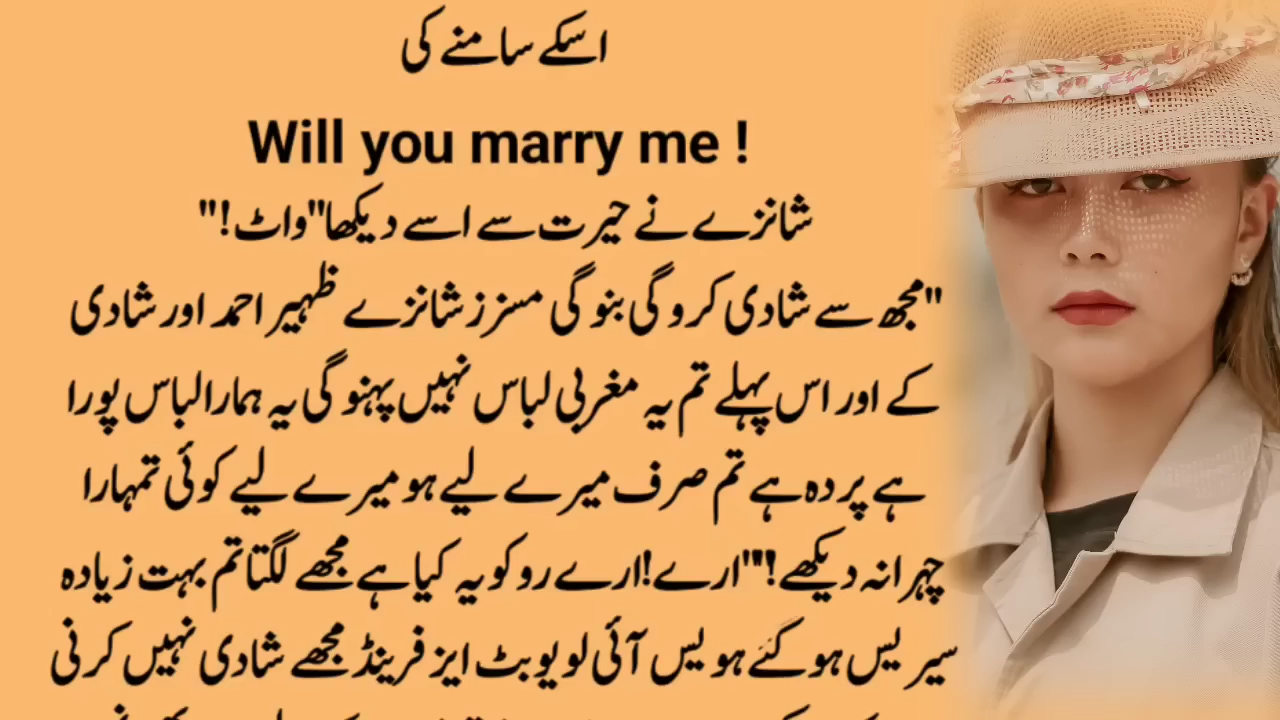 اسکے سامنے کی
Will you marry me !
شانزے نے حیرت سے اسے دیکھا"واٹ!"
"مجھ سے شادی کرو گی بنو گی مسز شانزے ظہیر احمد اور شادی
کے اور اس پہلے تم یہ مغربی لباس نہیں پہنو گی یہ ہمارا لباس پورا
ہے پردہ ہے تم صرف میرے لیے ہو میرے لیے کوئی تمہارا
چہرا نہ دیکھے!""ارے!ارے روکو یہ کیا ہے مجھے لگتا تم بہت زیادہ
سیریس ہو گئے ہو یس آئی لو یو بٹ ایز فرینڈ مجھے شادی نہیں کرنی